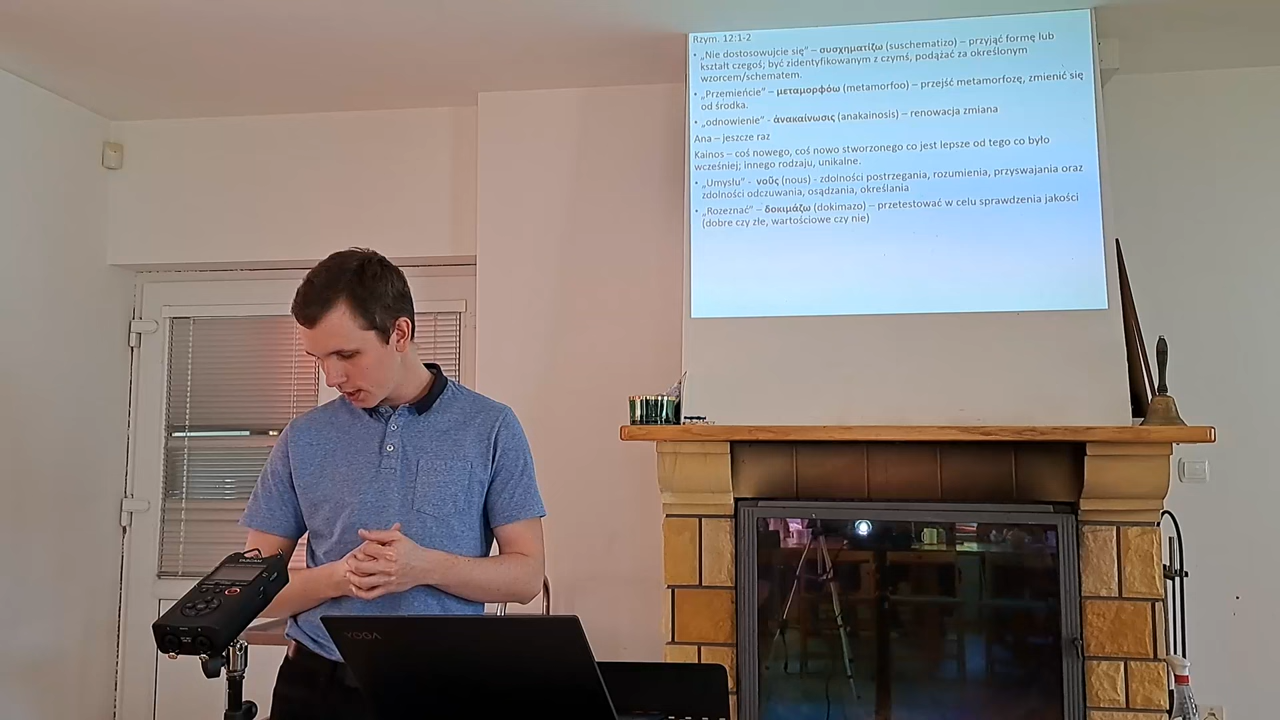 Rzym. 12:1-2
• „Nie dostosowujcie się” – συσχηματίζω (suschematizo) – przyjąć formę lub
kształt czegoś; być zidentyfikowanym z czymś, podążać za określonym
wzorcem/schematem.
• „Przemieńcie” – μεταμορφόω (metamorfoo) – przejść metamorfozę, zmienić się
od środka.
• „odnowienie” - ἀνακαίνωσις (anakainosis) – renowacja zmiana
Ana – jeszcze raz
Kainos – coś nowego, coś nowo stworzonego co jest lepsze od tego co było
wcześniej; innego rodzaju, unikalne.
• „Umysłu” - νοῦς (nous) - zdolności postrzegania, rozumienia, przyswajania oraz
zdolności odczuwania, osądzania, określania
• „Rozeznać” – δοκιμάζω (dokimazo) – przetestować w celu sprawdzenia jakości
(dobre czy złe, wartościowe czy nie)
TASCAM
YOGA